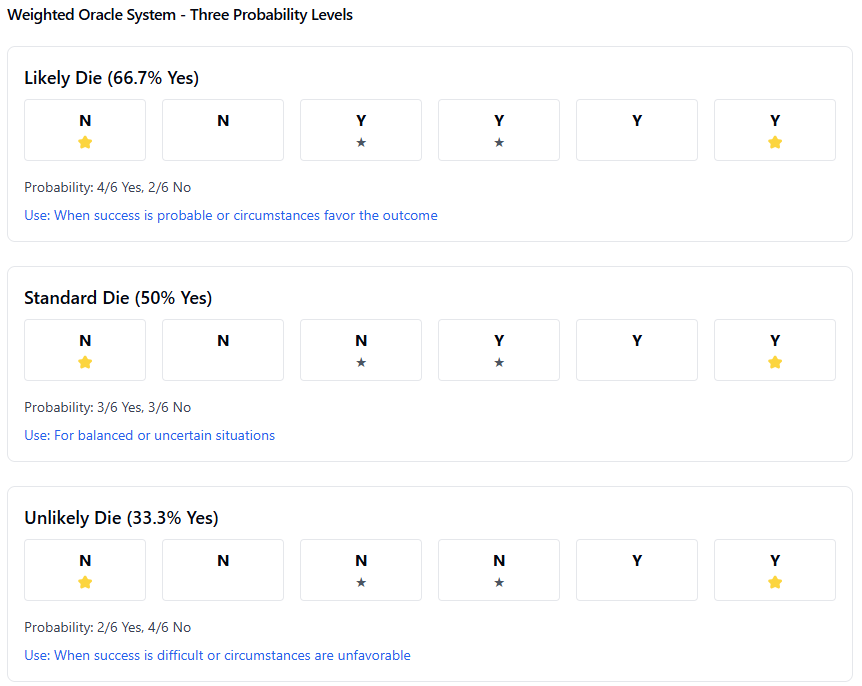 Weighted Oracle System - Three Probability Levels
Likely Die (66.7% Yes)
N N Y Y Y Y
⭐ ★ ★ ⭐
Probability: 4/6 Yes, 2/6 No
Use: When success is probable or circumstances favor the outcome
Standard Die (50% Yes)
N N N Y Y Y
⭐ ★ ★ ⭐
Probability: 3/6 Yes, 3/6 No
Use: For balanced or uncertain situations
Unlikely Die (33.3% Yes)
N N N N Y Y
⭐ ★ ★ ⭐
Probability: 2/6 Yes, 4/6 No
Use: When success is difficult or circumstances are unfavorable